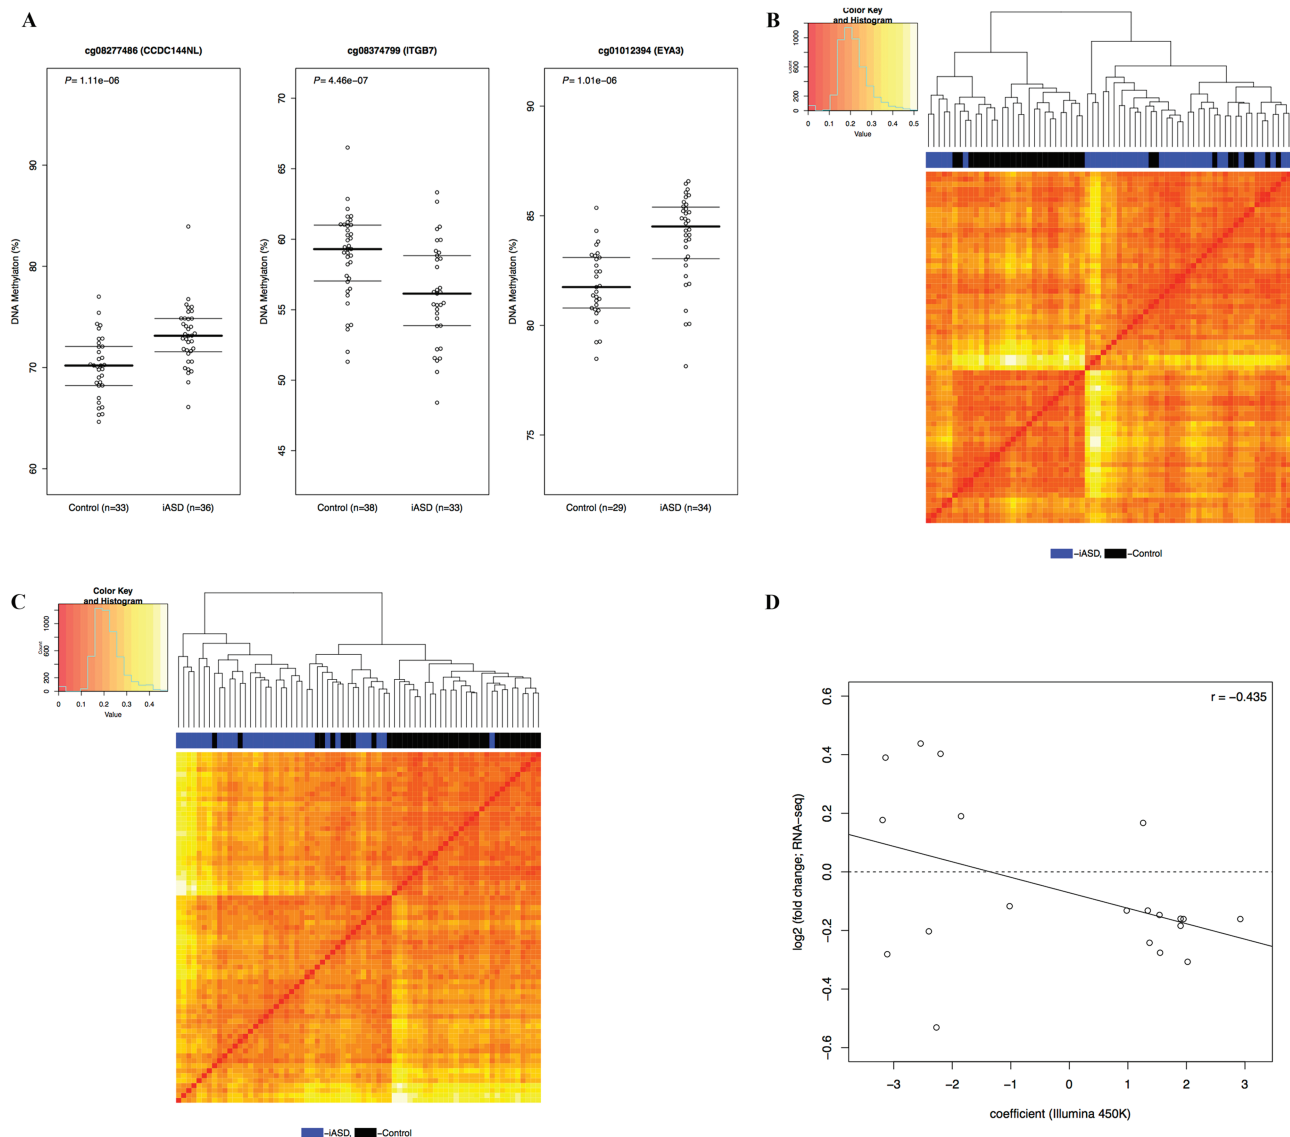 A
cg08277486 (CCDC144NL)
cg08374799 (ITGB7)
cg01012394 (EYA3)
P= 1.11e−06
P= 4.46e−07
P= 1.01e−06
DNA Methylaton (%)
60
70
80
90
DNA Methylation (%)
45
50
55
60
65
70
DNA Methylation (%)
75
80
85
90
Control (n=33)
iASD (n=36)
Control (n=38)
iASD (n=33)
Control (n=29)
iASD (n=34)
B
Color Key
and Histogram
0 200 600 1000
0 0.1 0.2 0.3 0.4 0.5
Value
−iASD, −Control
C
Color Key
and Histogram
Count
0 200 600 1000
0 0.1 0.2 0.3 0.4
Value
−iASD, −Control
D
r = −0.435
log2 (fold change; RNA−seq)
0.6
0.4
0.2
0.0
−0.2
−0.4
−0.6
−3 −2 −1 0 1 2 3
coefficient (Illumina 450K)